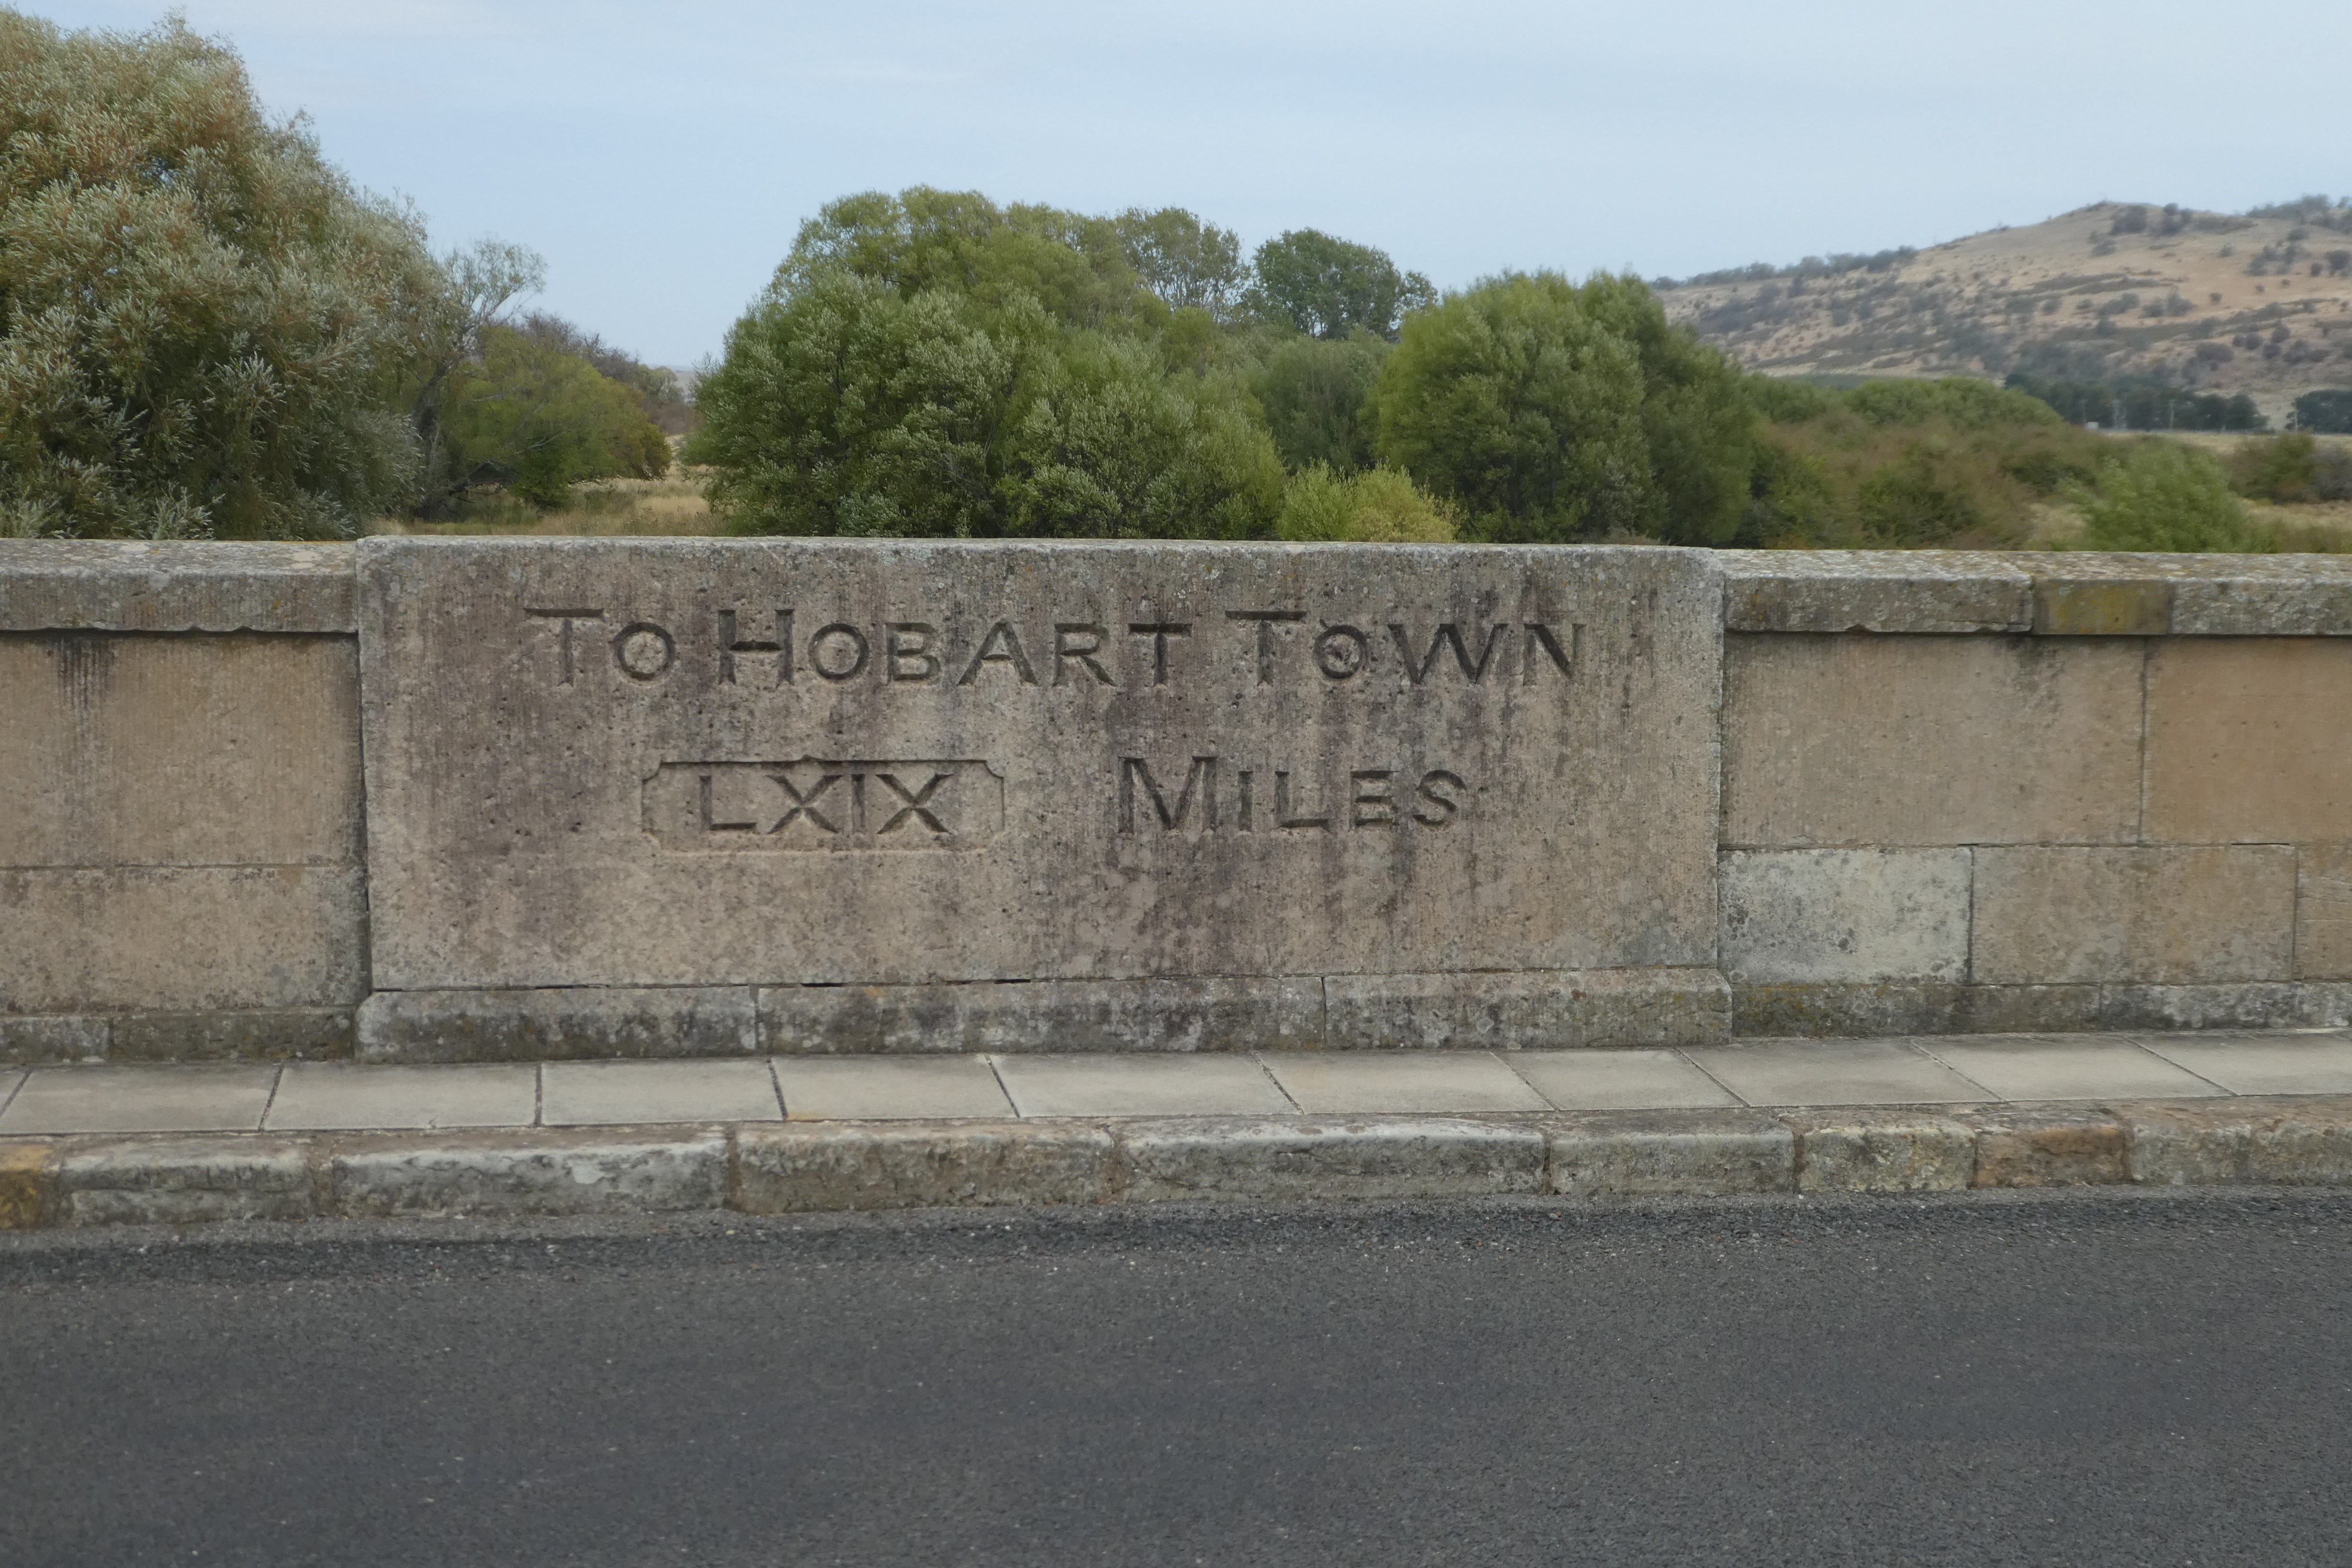 To HOBART TOWN
LXIX MILES